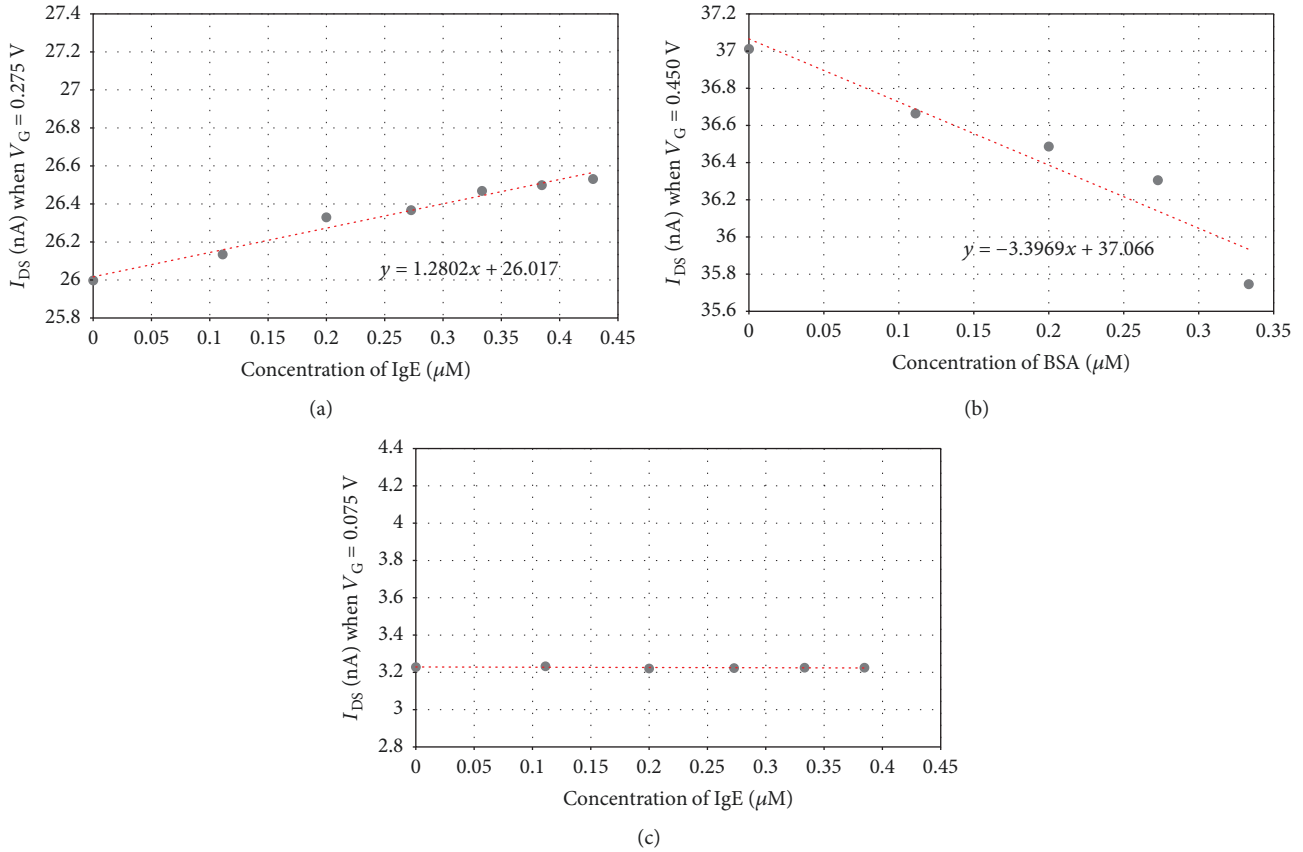 27.4
27.2
27
26.8
26.6
26.4
26.2
26
25.8
I_DS (nA) when V_G = 0.275 V
y = 1.2802x + 26.017
0 0.05 0.1 0.15 0.2 0.25 0.3 0.35 0.4 0.45
Concentration of IgE (μM)
(a)
37.2
37
36.8
36.6
36.4
36.2
36
35.8
35.6
I_DS (nA) when V_G = 0.450 V
y = −3.3969x + 37.066
0 0.05 0.1 0.15 0.2 0.25 0.3 0.35
Concentration of BSA (μM)
(b)
4.4
4.2
4
3.8
3.6
3.4
3.2
3
2.8
I_DS (nA) when V_G = 0.075 V
0 0.05 0.1 0.15 0.2 0.25 0.3 0.35 0.4 0.45
Concentration of IgE (μM)
(c)